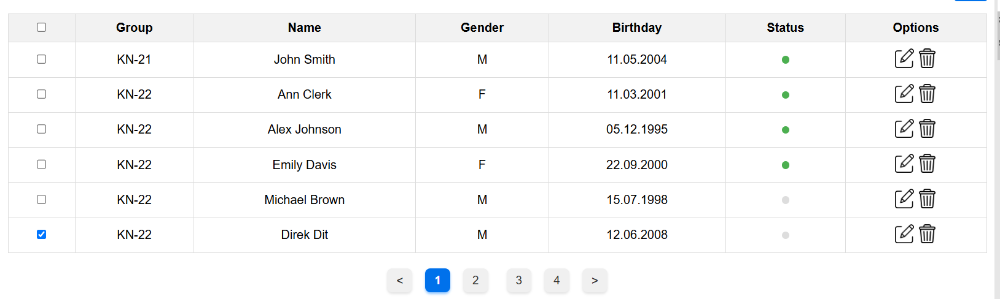 Group Name Gender Birthday Status Options
KN-21 John Smith M 11.05.2004
KN-22 Ann Clerk F 11.03.2001
KN-22 Alex Johnson M 05.12.1995
KN-22 Emily Davis F 22.09.2000
KN-22 Michael Brown M 15.07.1998
KN-22 Direk Dit M 12.06.2008
< 1 2 3 4 >